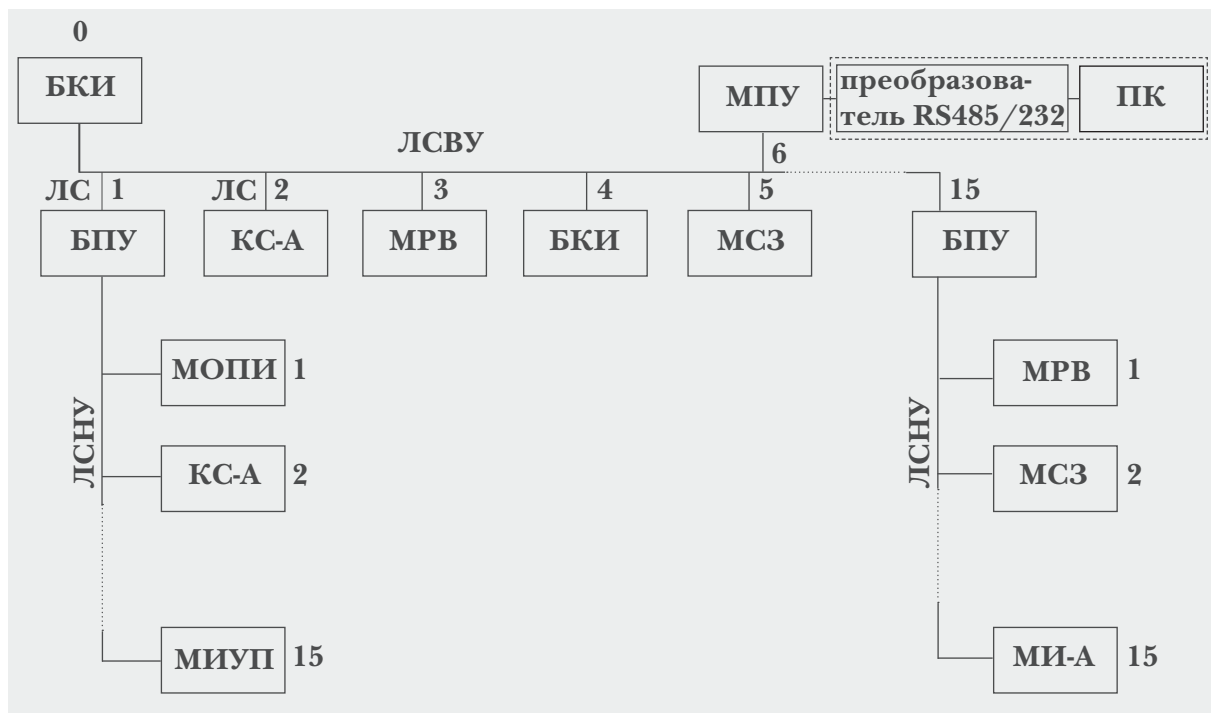 0
БКИ
МПУ
преобразова-
тель RS485/232
ПК
ЛСВУ
6
ЛС 1
ЛС 2
3
4
5
15
БПУ
КС-А
МРВ
БКИ
МСЗ
БПУ
ЛСНУ
МОПИ 1
КС-А 2
МИУП 15
ЛСНУ
МРВ 1
МСЗ 2
МИ-А 15